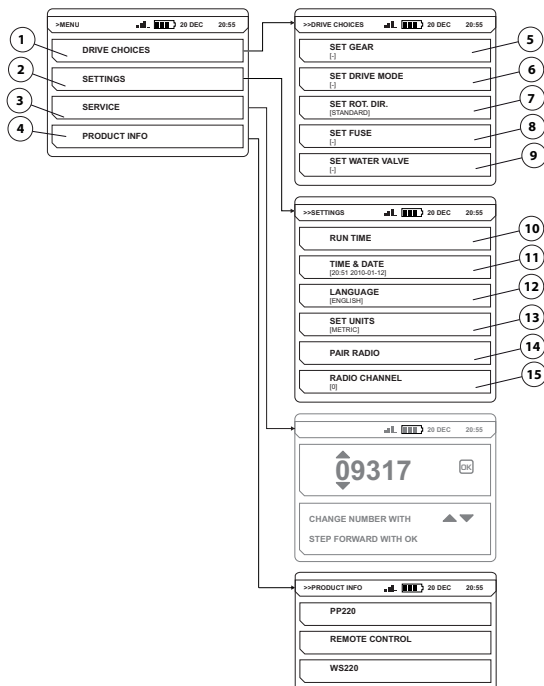 >MENU 20 DEC 20:55
1 DRIVE CHOICES
2 SETTINGS
3 SERVICE
4 PRODUCT INFO
>>DRIVE CHOICES 20 DEC 20:55
SET GEAR 5
[-]
SET DRIVE MODE 6
[-]
SET ROT. DIR. 7
[STANDARD]
SET FUSE 8
[-]
SET WATER VALVE 9
[-]
>>SETTINGS 20 DEC 20:55
RUN TIME 10
TIME & DATE 11
[20:51 2010-01-12]
LANGUAGE 12
[ENGLISH]
SET UNITS 13
[METRIC]
PAIR RADIO 14
RADIO CHANNEL 15
[0]
20 DEC 20:55
09317 OK
CHANGE NUMBER WITH
STEP FORWARD WITH OK
>>PRODUCT INFO 20 DEC 20:55
PP220
REMOTE CONTROL
WS220